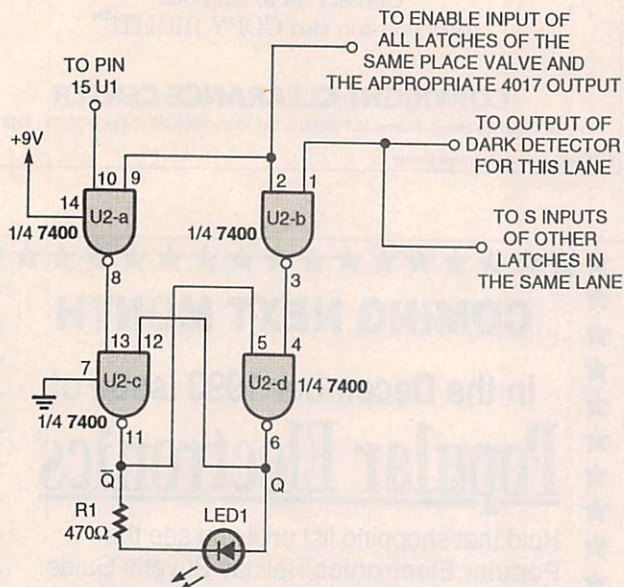 TO ENABLE INPUT OF
ALL LATCHES OF THE
SAME PLACE VALVE AND
THE APPROPRIATE 4017 OUTPUT
TO PIN
15 U1
TO OUTPUT OF
DARK DETECTOR
FOR THIS LANE
+9V
10 9
2 1
14
U2-a
U2-b
1/4 7400
1/4 7400
TO S INPUTS
OF OTHER
LATCHES IN
THE SAME LANE
8
3
13 12
5 4
7
U2-c
U2-d
1/4 7400
1/4 7400
11
6
Q̅
Q
R1
470Ω
LED1
COMING NEXT MONTH
Popular Electronics